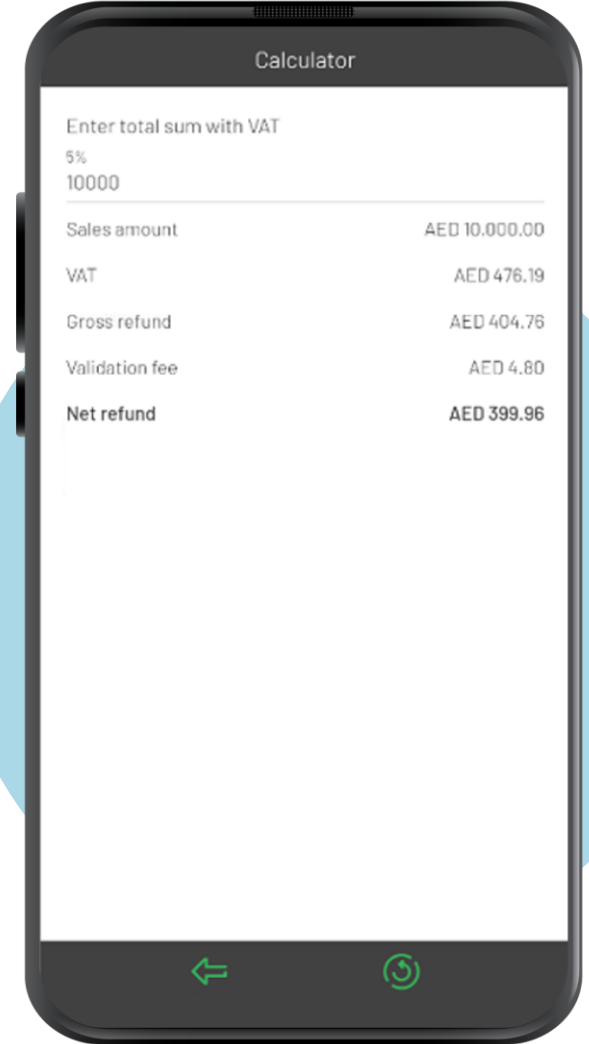 Calculator
Enter total sum with VAT
5%
10000
Sales amount AED 10.000.00
VAT AED 476.19
Gross refund AED 404.76
Validation fee AED 4.80
Net refund AED 399.96